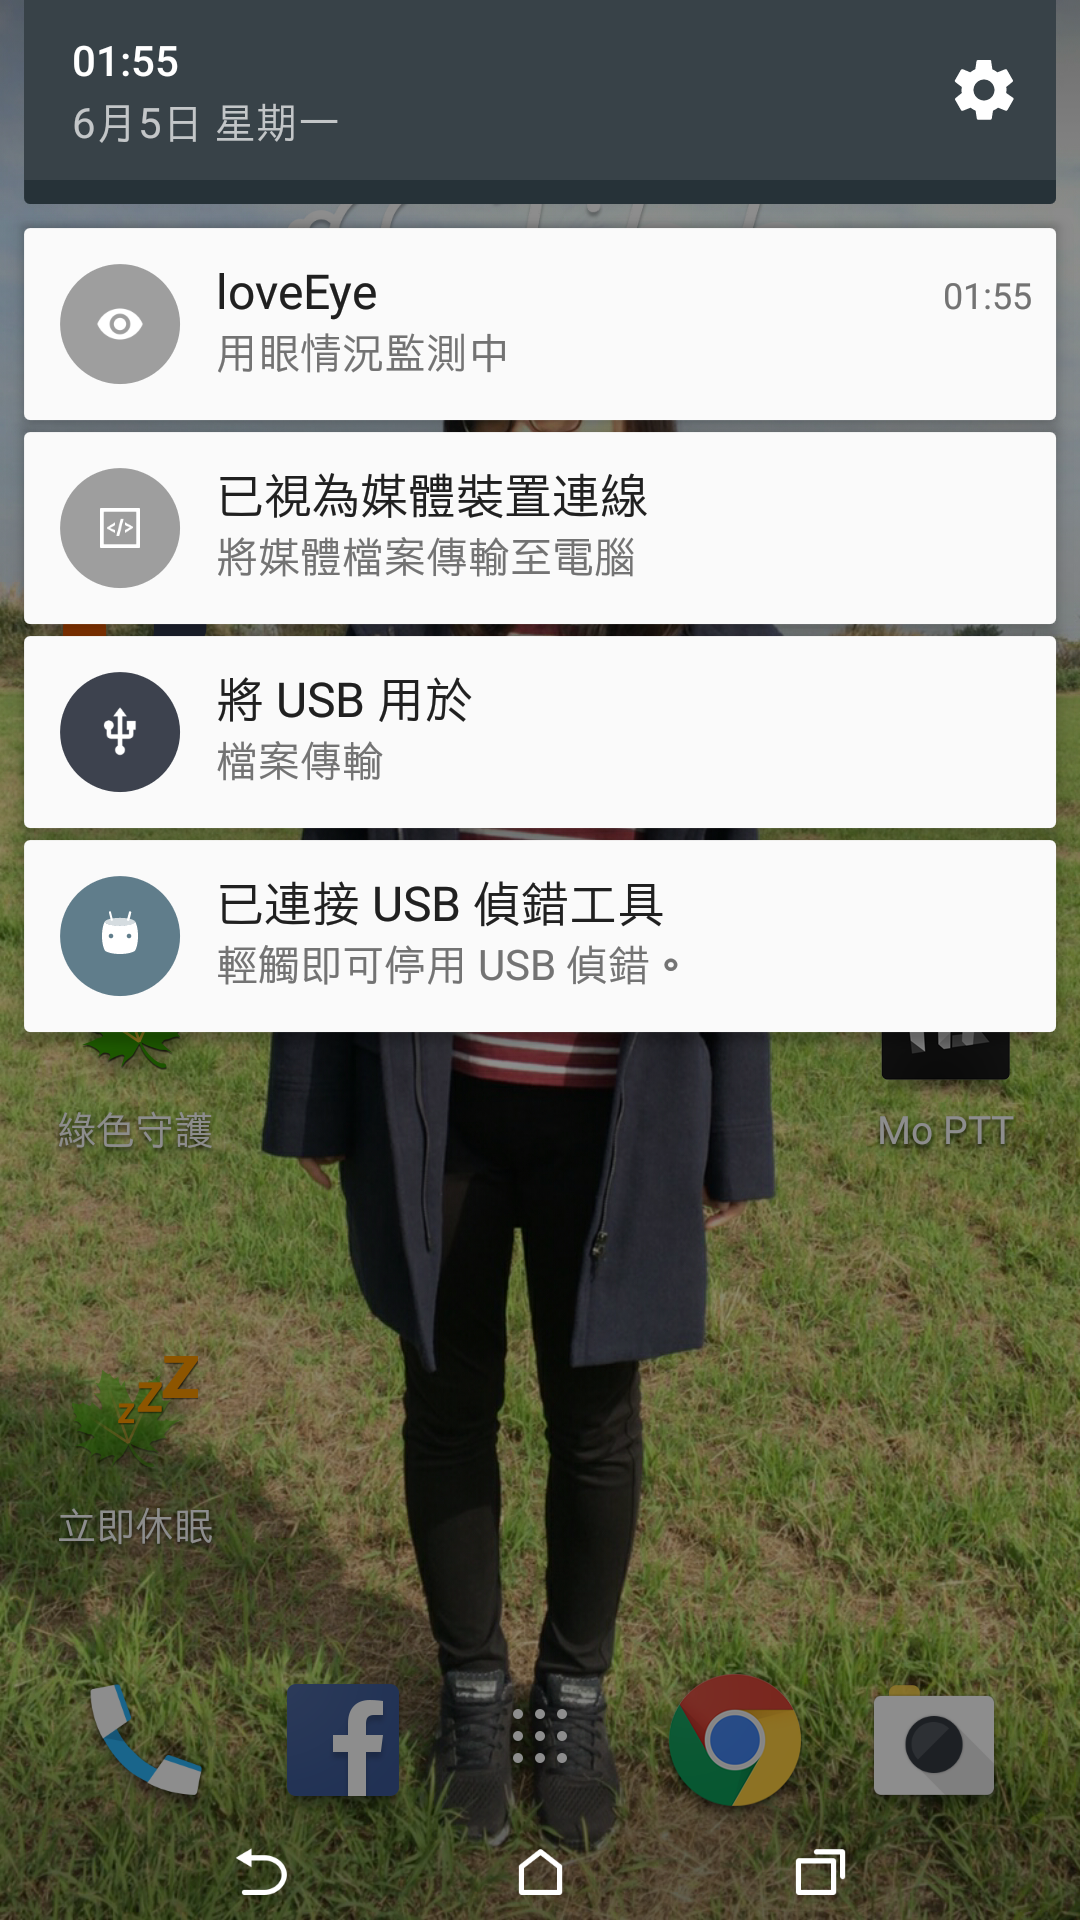 01:55
6月5日 星期一
loveEye
01:55
用眼情況監測中
已視為媒體裝置連線
將媒體檔案傳輸至電腦
將 USB 用於
檔案傳輸
已連接 USB 偵錯工具
輕觸即可停用 USB 偵錯。
綠色守護
Mo PTT
立即休眠